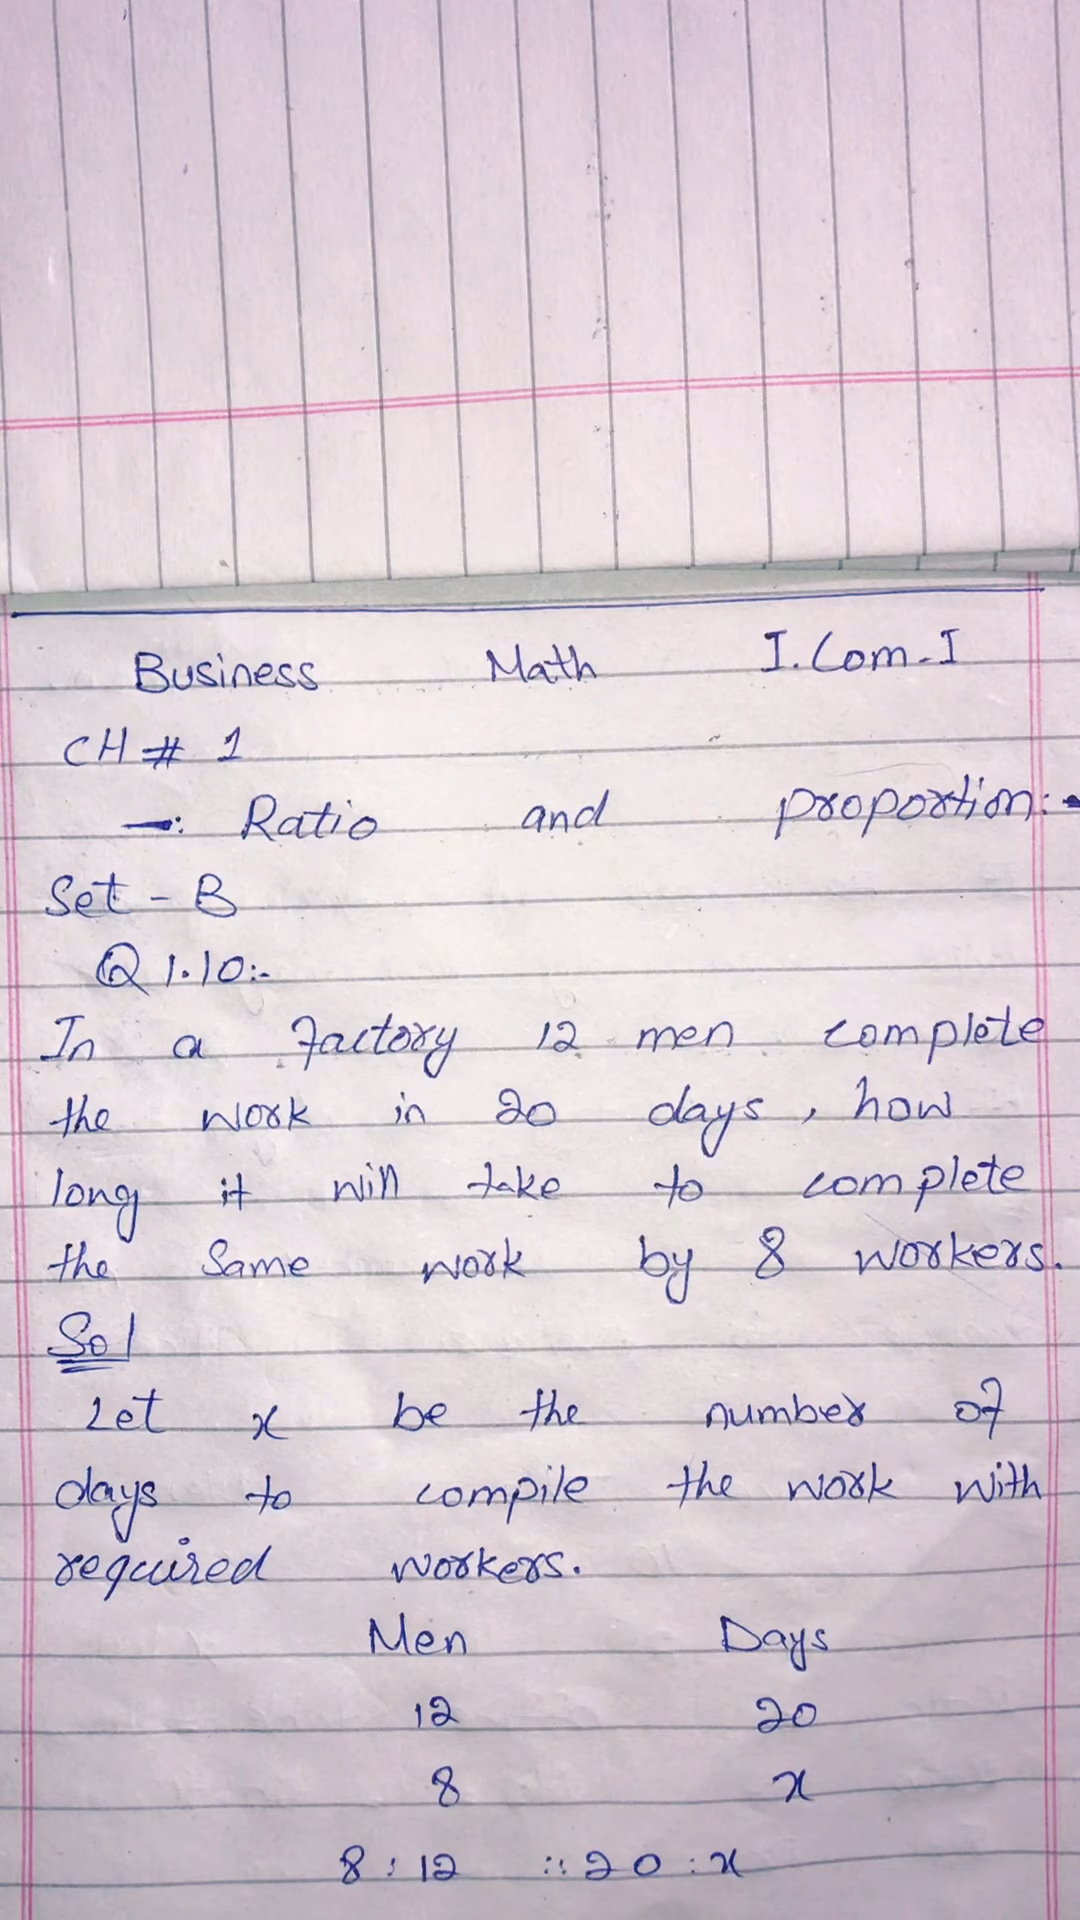 Business Math I.Com-I
CH # 1
-: Ratio and proportion:-
Set - B
Q 1.10:-
In a factory 12 men complete
the work in 20 days, how
long it will take to complete
the same work by 8 workers.
Sol
Let x be the number of
days to compile the work with
required workers.
Men Days
12 20
8 x
8 : 12 :: 20 : x